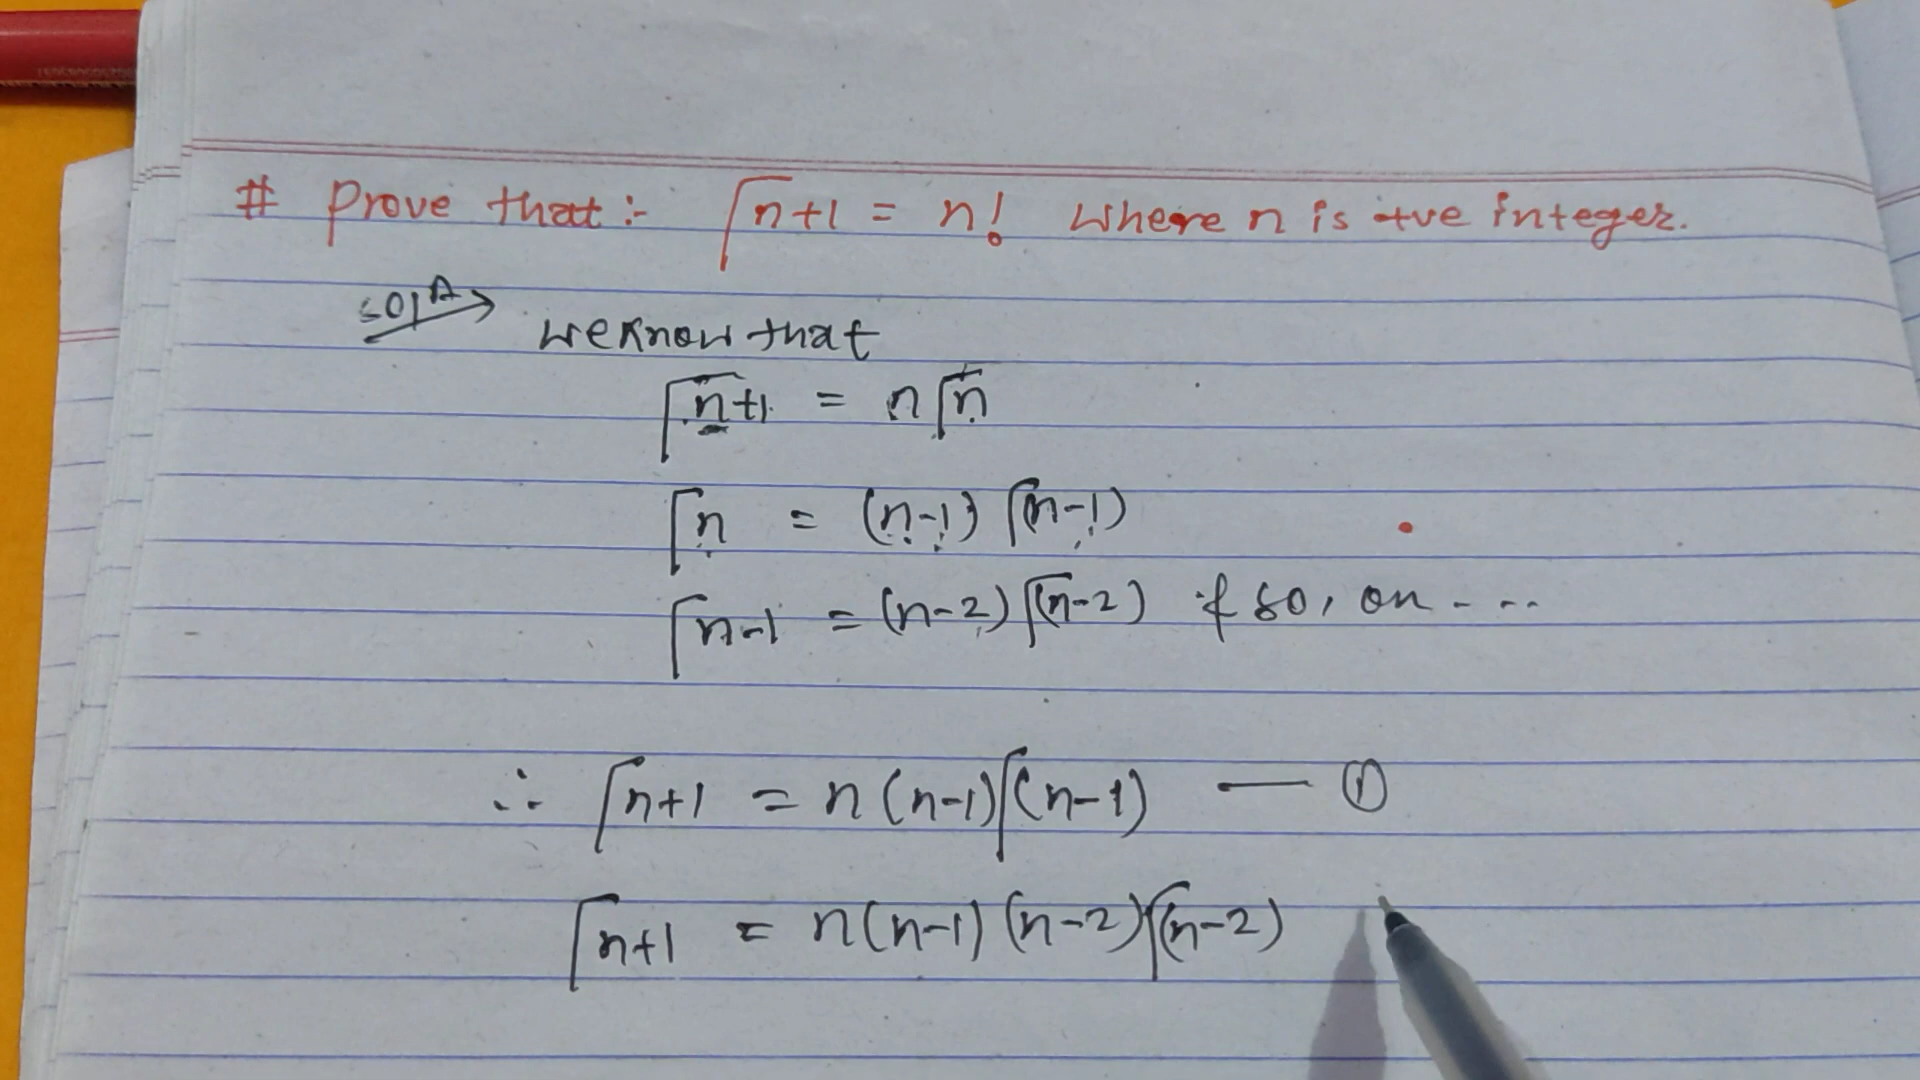 # Prove that :- Γn+1 = n! where n is +ve integer.
solⁿ→ we know that
Γn+1 = nΓn
Γn = (n-1) Γ(n-1)
Γn-1 = (n-2) Γ(n-2) & so, on - ...
∴ Γn+1 = n (n-1) Γ(n-1) — ①
Γn+1 = n(n-1) (n-2) Γ(n-2)